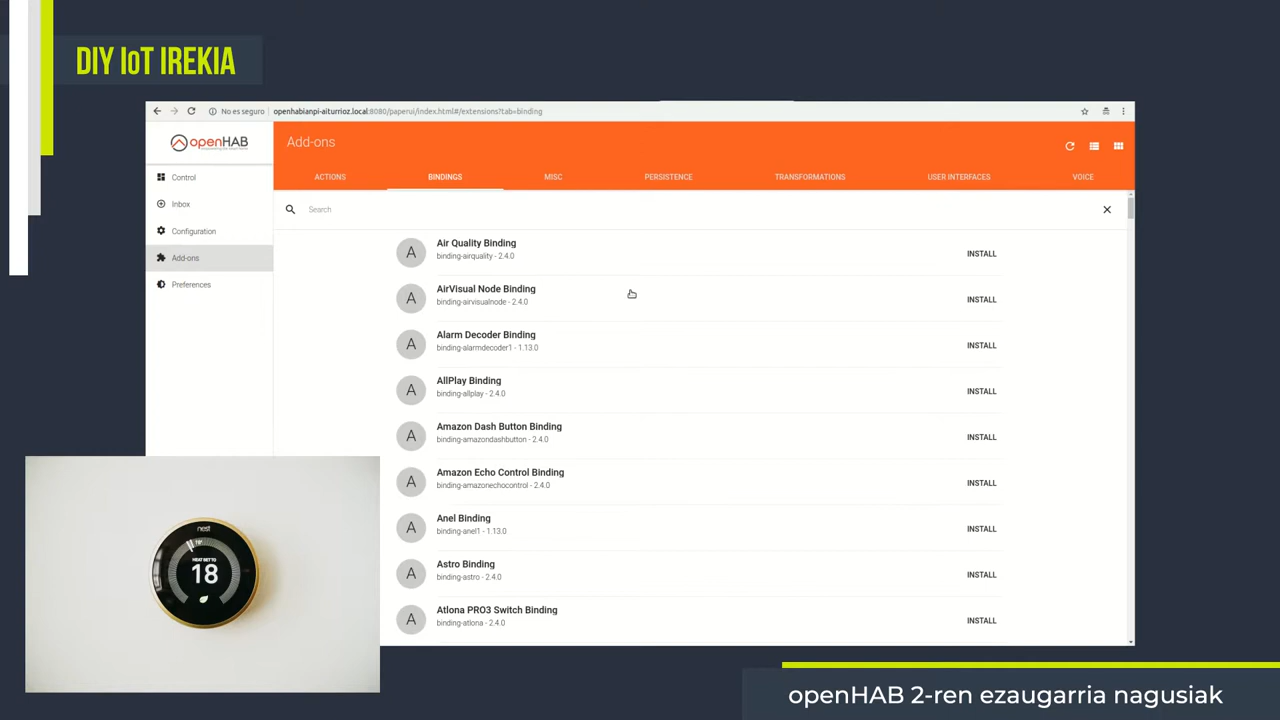 DIY IoT IREKIA
No es seguro | openhabianpi-aiturrioz.local:8080/paperui/index.html#/extensions?tab=binding
openHAB
Add-ons
Control
Inbox
Configuration
Add-ons
Preferences
ACTIONS BINDINGS MISC PERSISTENCE TRANSFORMATIONS USER INTERFACES VOICE
Search
A Air Quality Binding INSTALL
binding-airquality - 2.4.0
A AirVisual Node Binding INSTALL
binding-airvisualnode - 2.4.0
A Alarm Decoder Binding INSTALL
binding-alarmdecoder1 - 1.13.0
A AllPlay Binding INSTALL
binding-allplay - 2.4.0
A Amazon Dash Button Binding INSTALL
binding-amazondashbutton - 2.4.0
A Amazon Echo Control Binding INSTALL
binding-amazonechocontrol - 2.4.0
A Anel Binding INSTALL
binding-anel1 - 1.13.0
A Astro Binding INSTALL
binding-astro - 2.4.0
A Atlona PRO3 Switch Binding INSTALL
binding-atlona - 2.4.0
nest
HEAT SET TO
18
openHAB 2-ren ezaugarria nagusiak